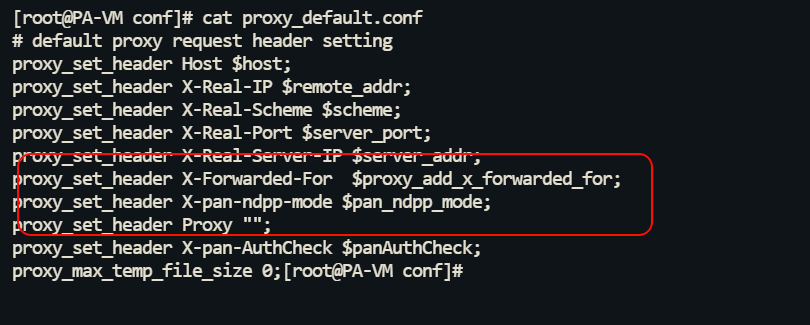 [root@PA-VM conf]# cat proxy_default.conf
# default proxy request header setting
proxy_set_header Host $host;
proxy_set_header X-Real-IP $remote_addr;
proxy_set_header X-Real-Scheme $scheme;
proxy_set_header X-Real-Port $server_port;
proxy_set_header X-Real-Server-IP $server_addr;
proxy_set_header X-Forwarded-For  $proxy_add_x_forwarded_for;
proxy_set_header X-pan-ndpp-mode $pan_ndpp_mode;
proxy_set_header Proxy "";
proxy_set_header X-pan-AuthCheck $panAuthCheck;
proxy_max_temp_file_size 0;[root@PA-VM conf]#